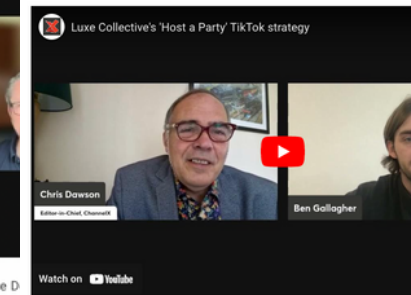 Luxe Collective's 'Host a Party' TikTok strategy
Chris Dawson
Editor-in-Chief, ChannelX
Ben Gallagher
Watch on YouTube
e D